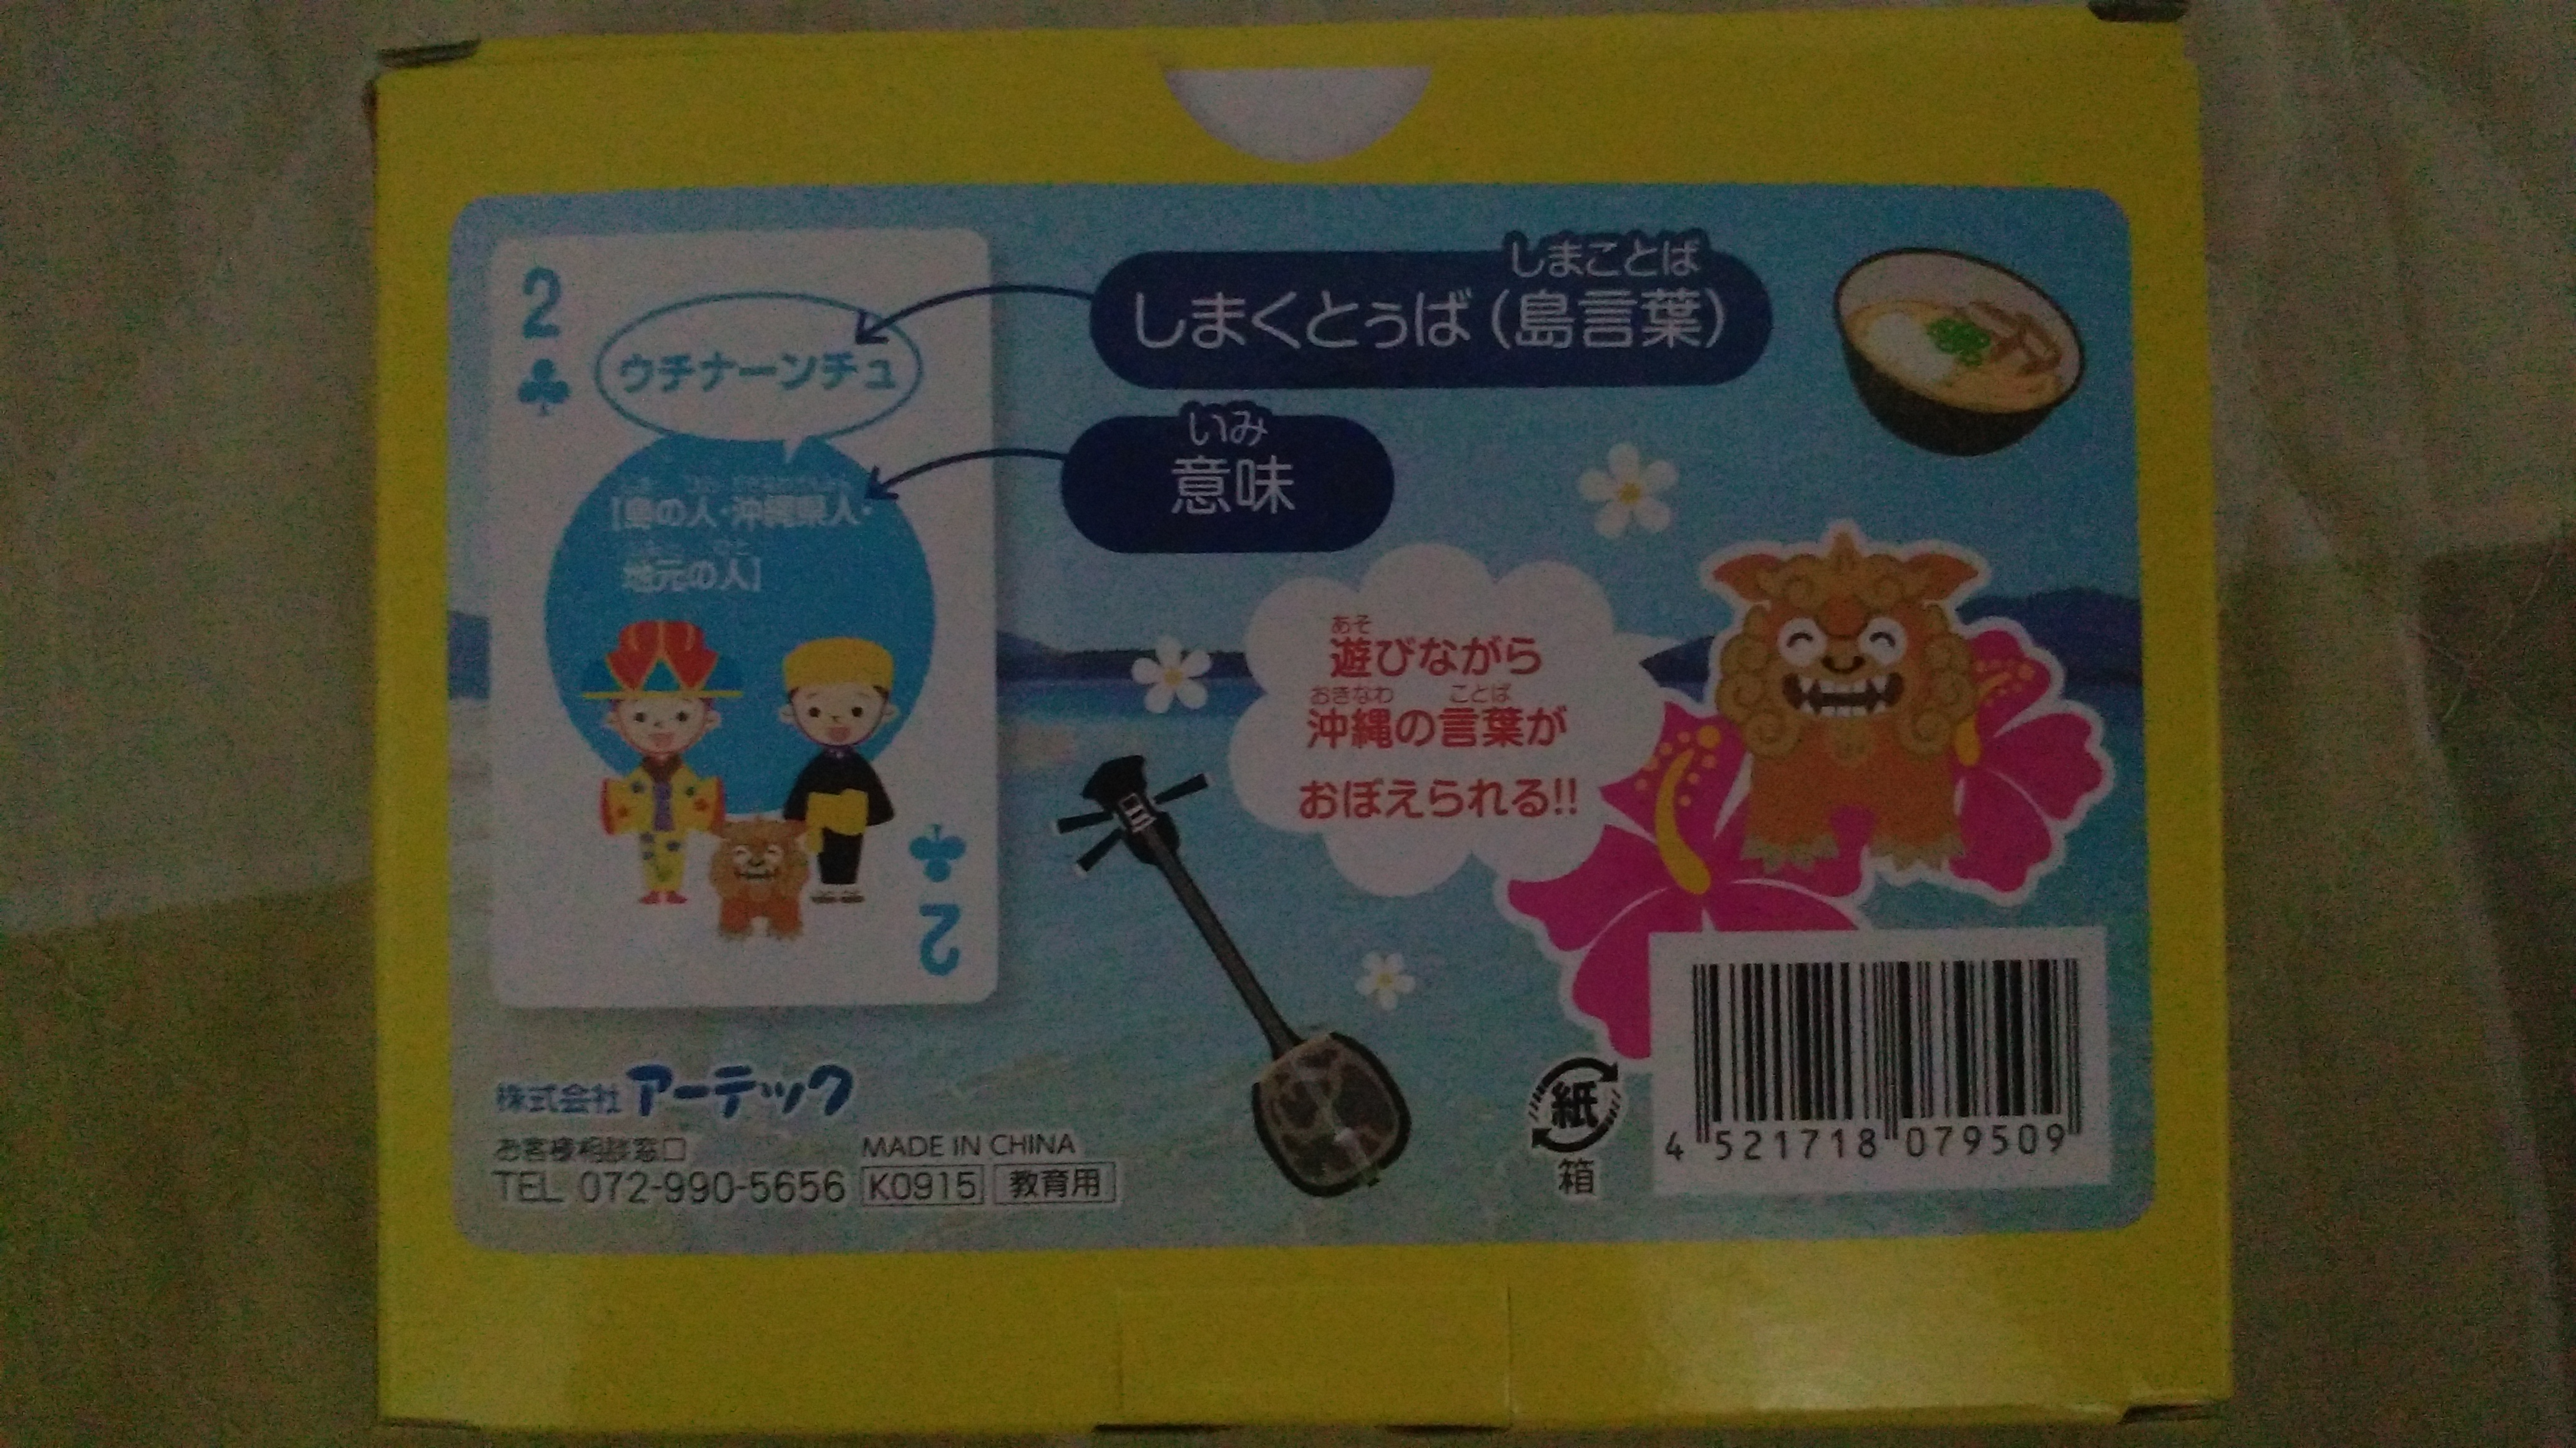 2
ウチナーンチュ
[島の人・沖縄県人・
地元の人]
2
しまことば
しまくとぅば(島言葉)
いみ
意味
あそ
遊びながら
おきなわ ことば
沖縄の言葉が
おぼえられる!!
株式会社 アーテック
お客様相談窓口
MADE IN CHINA
TEL 072-990-5656 K0915 教育用
紙
箱
4 521718 079509